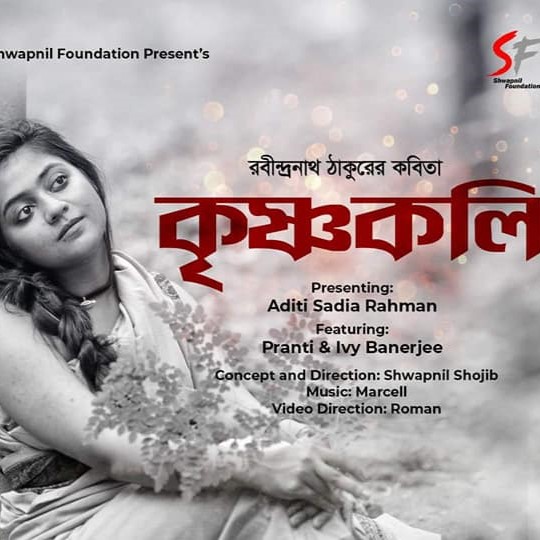 hwapnil Foundation Present's
SF
Shwapnil
Foundation
রবীন্দ্রনাথ ঠাকুরের কবিতা
কৃষ্ণকলি
Presenting:
Aditi Sadia Rahman
Featuring:
Pranti & Ivy Banerjee
Concept and Direction: Shwapnil Shojib
Music: Marcell
Video Direction: Roman